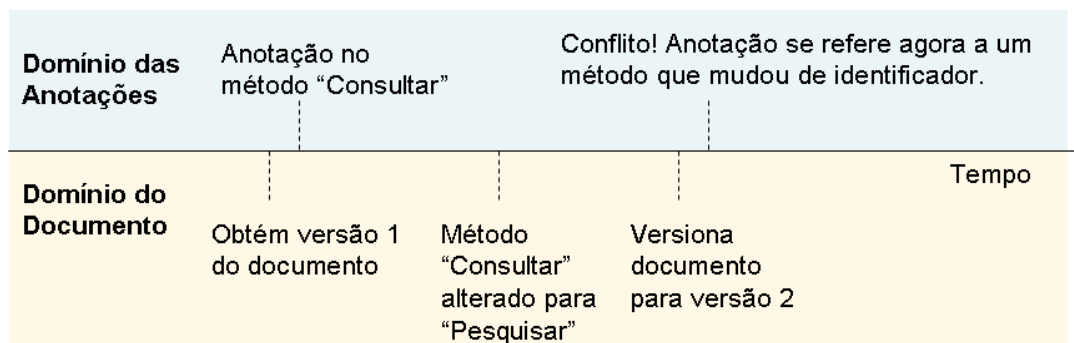 Domínio das
Anotações
Anotação no
método “Consultar”
Conflito! Anotação se refere agora a um
método que mudou de identificador.
Tempo
Domínio do
Documento
Obtém versão 1
do documento
Método
“Consultar”
alterado para
“Pesquisar”
Versiona
documento
para versão 2